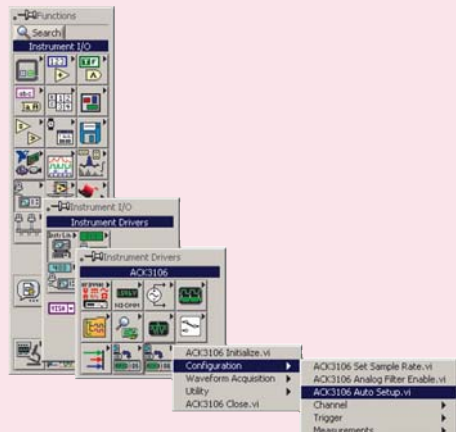 Functions
Search
Instrument I/O
Instrument I/O
Instrument Drivers
Instrument Drivers
ACK3106
ACK3106 Initialize.vi
Configuration
Waveform Acquisition
Utility
ACK3106 Close.vi
ACK3106 Set Sample Rate.vi
ACK3106 Analog Filter Enable.vi
ACK3106 Auto Setup.vi
Channel
Trigger
Measurements